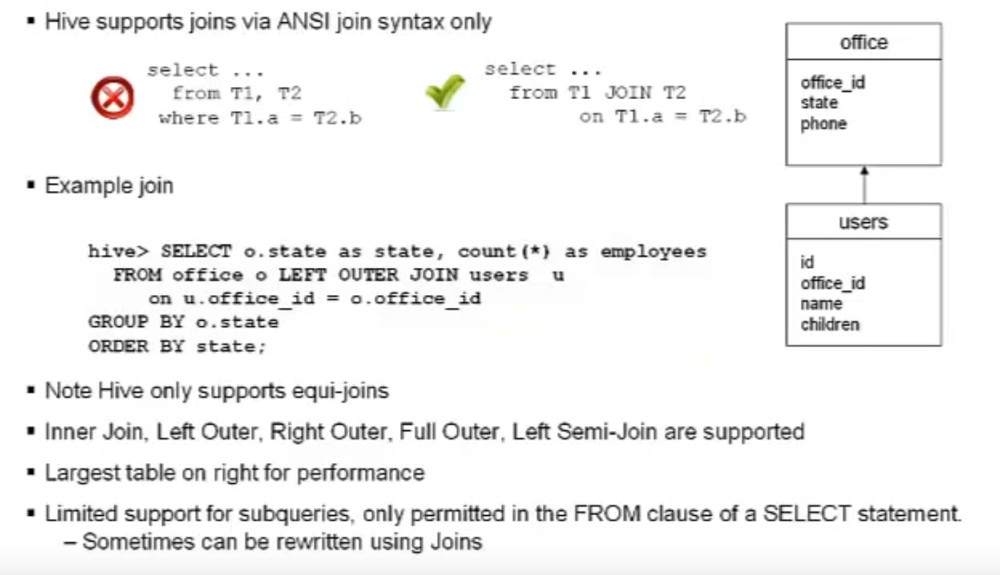 ▪ Hive supports joins via ANSI join syntax only
select ...
from T1, T2
where T1.a = T2.b
select ...
from T1 JOIN T2
on T1.a = T2.b
office
office_id
state
phone
▪ Example join
hive> SELECT o.state as state, count(*) as employees
FROM office o LEFT OUTER JOIN users u
on u.office_id = o.office_id
GROUP BY o.state
ORDER BY state;
users
id
office_id
name
children
▪ Note Hive only supports equi-joins
▪ Inner Join, Left Outer, Right Outer, Full Outer, Left Semi-Join are supported
▪ Largest table on right for performance
▪ Limited support for subqueries, only permitted in the FROM clause of a SELECT statement.
– Sometimes can be rewritten using Joins